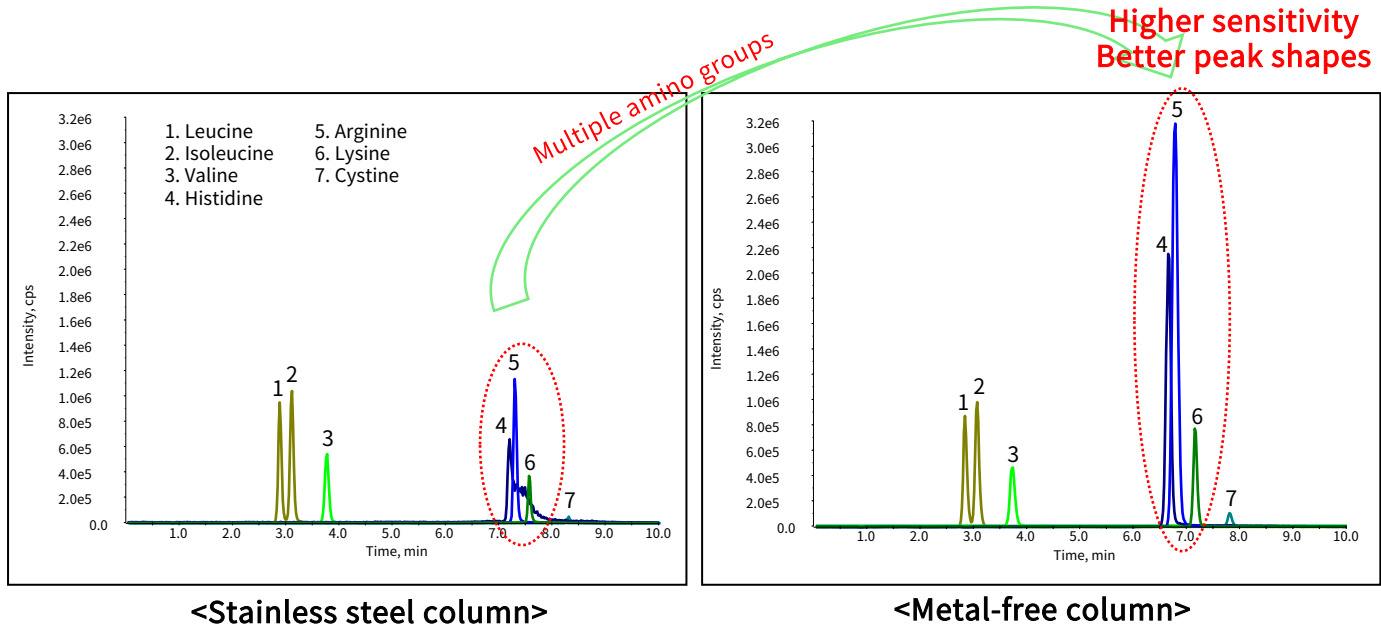 Higher sensitivity
Better peak shapes
Multiple amino groups
1. Leucine
2. Isoleucine
3. Valine
4. Histidine
5. Arginine
6. Lysine
7. Cystine
Intensity, cps
3.2e6
3.0e6
2.8e6
2.6e6
2.4e6
2.2e6
2.0e6
1.8e6
1.6e6
1.4e6
1.2e6
1.0e6
8.0e5
6.0e5
4.0e5
2.0e5
0.0
1
2
3
4
5
6
7
1.0 2.0 3.0 4.0 5.0 6.0 7.0 8.0 9.0 10.0
Time, min
<Stainless steel column>
Intensity, cps
3.2e6
3.0e6
2.8e6
2.6e6
2.4e6
2.2e6
2.0e6
1.8e6
1.6e6
1.4e6
1.2e6
1.0e6
8.0e5
6.0e5
4.0e5
2.0e5
0.0
1
2
3
4
5
6
7
1.0 2.0 3.0 4.0 5.0 6.0 7.0 8.0 9.0 10.0
Time, min
<Metal-free column>